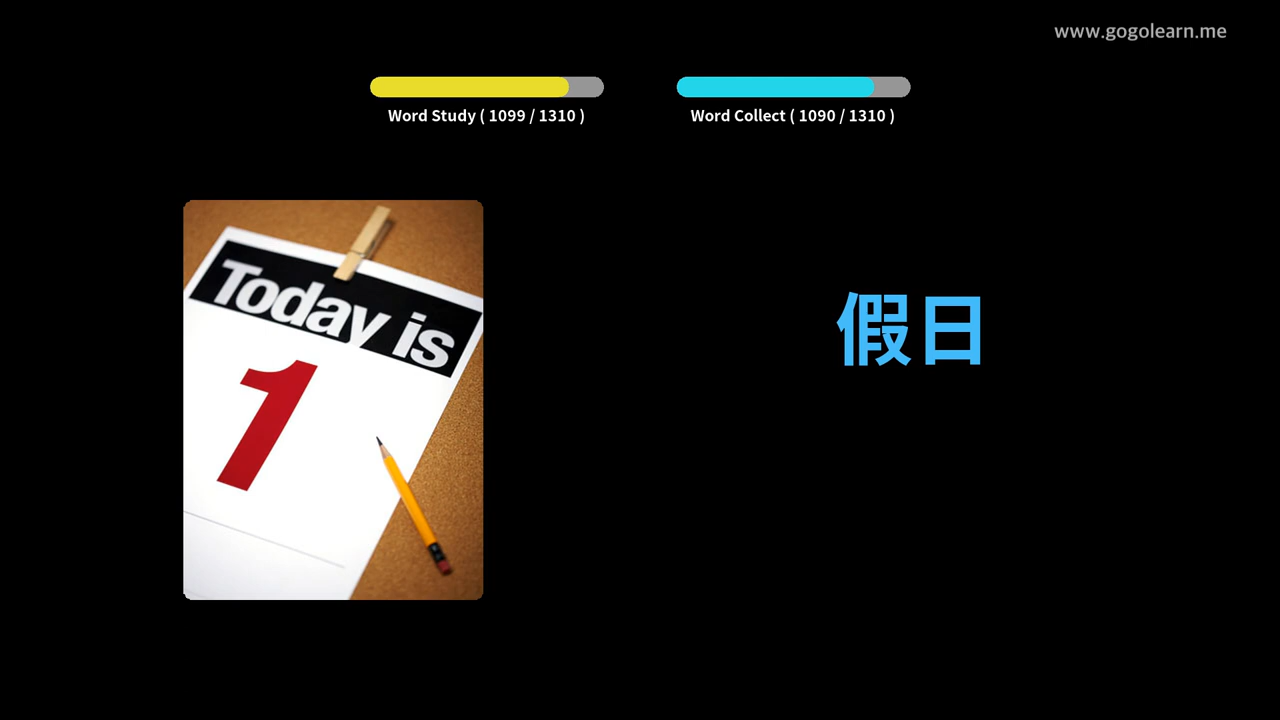 www.gogolearn.me
Word Study ( 1099 / 1310 )
Word Collect ( 1090 / 1310 )
Today is
1
假日